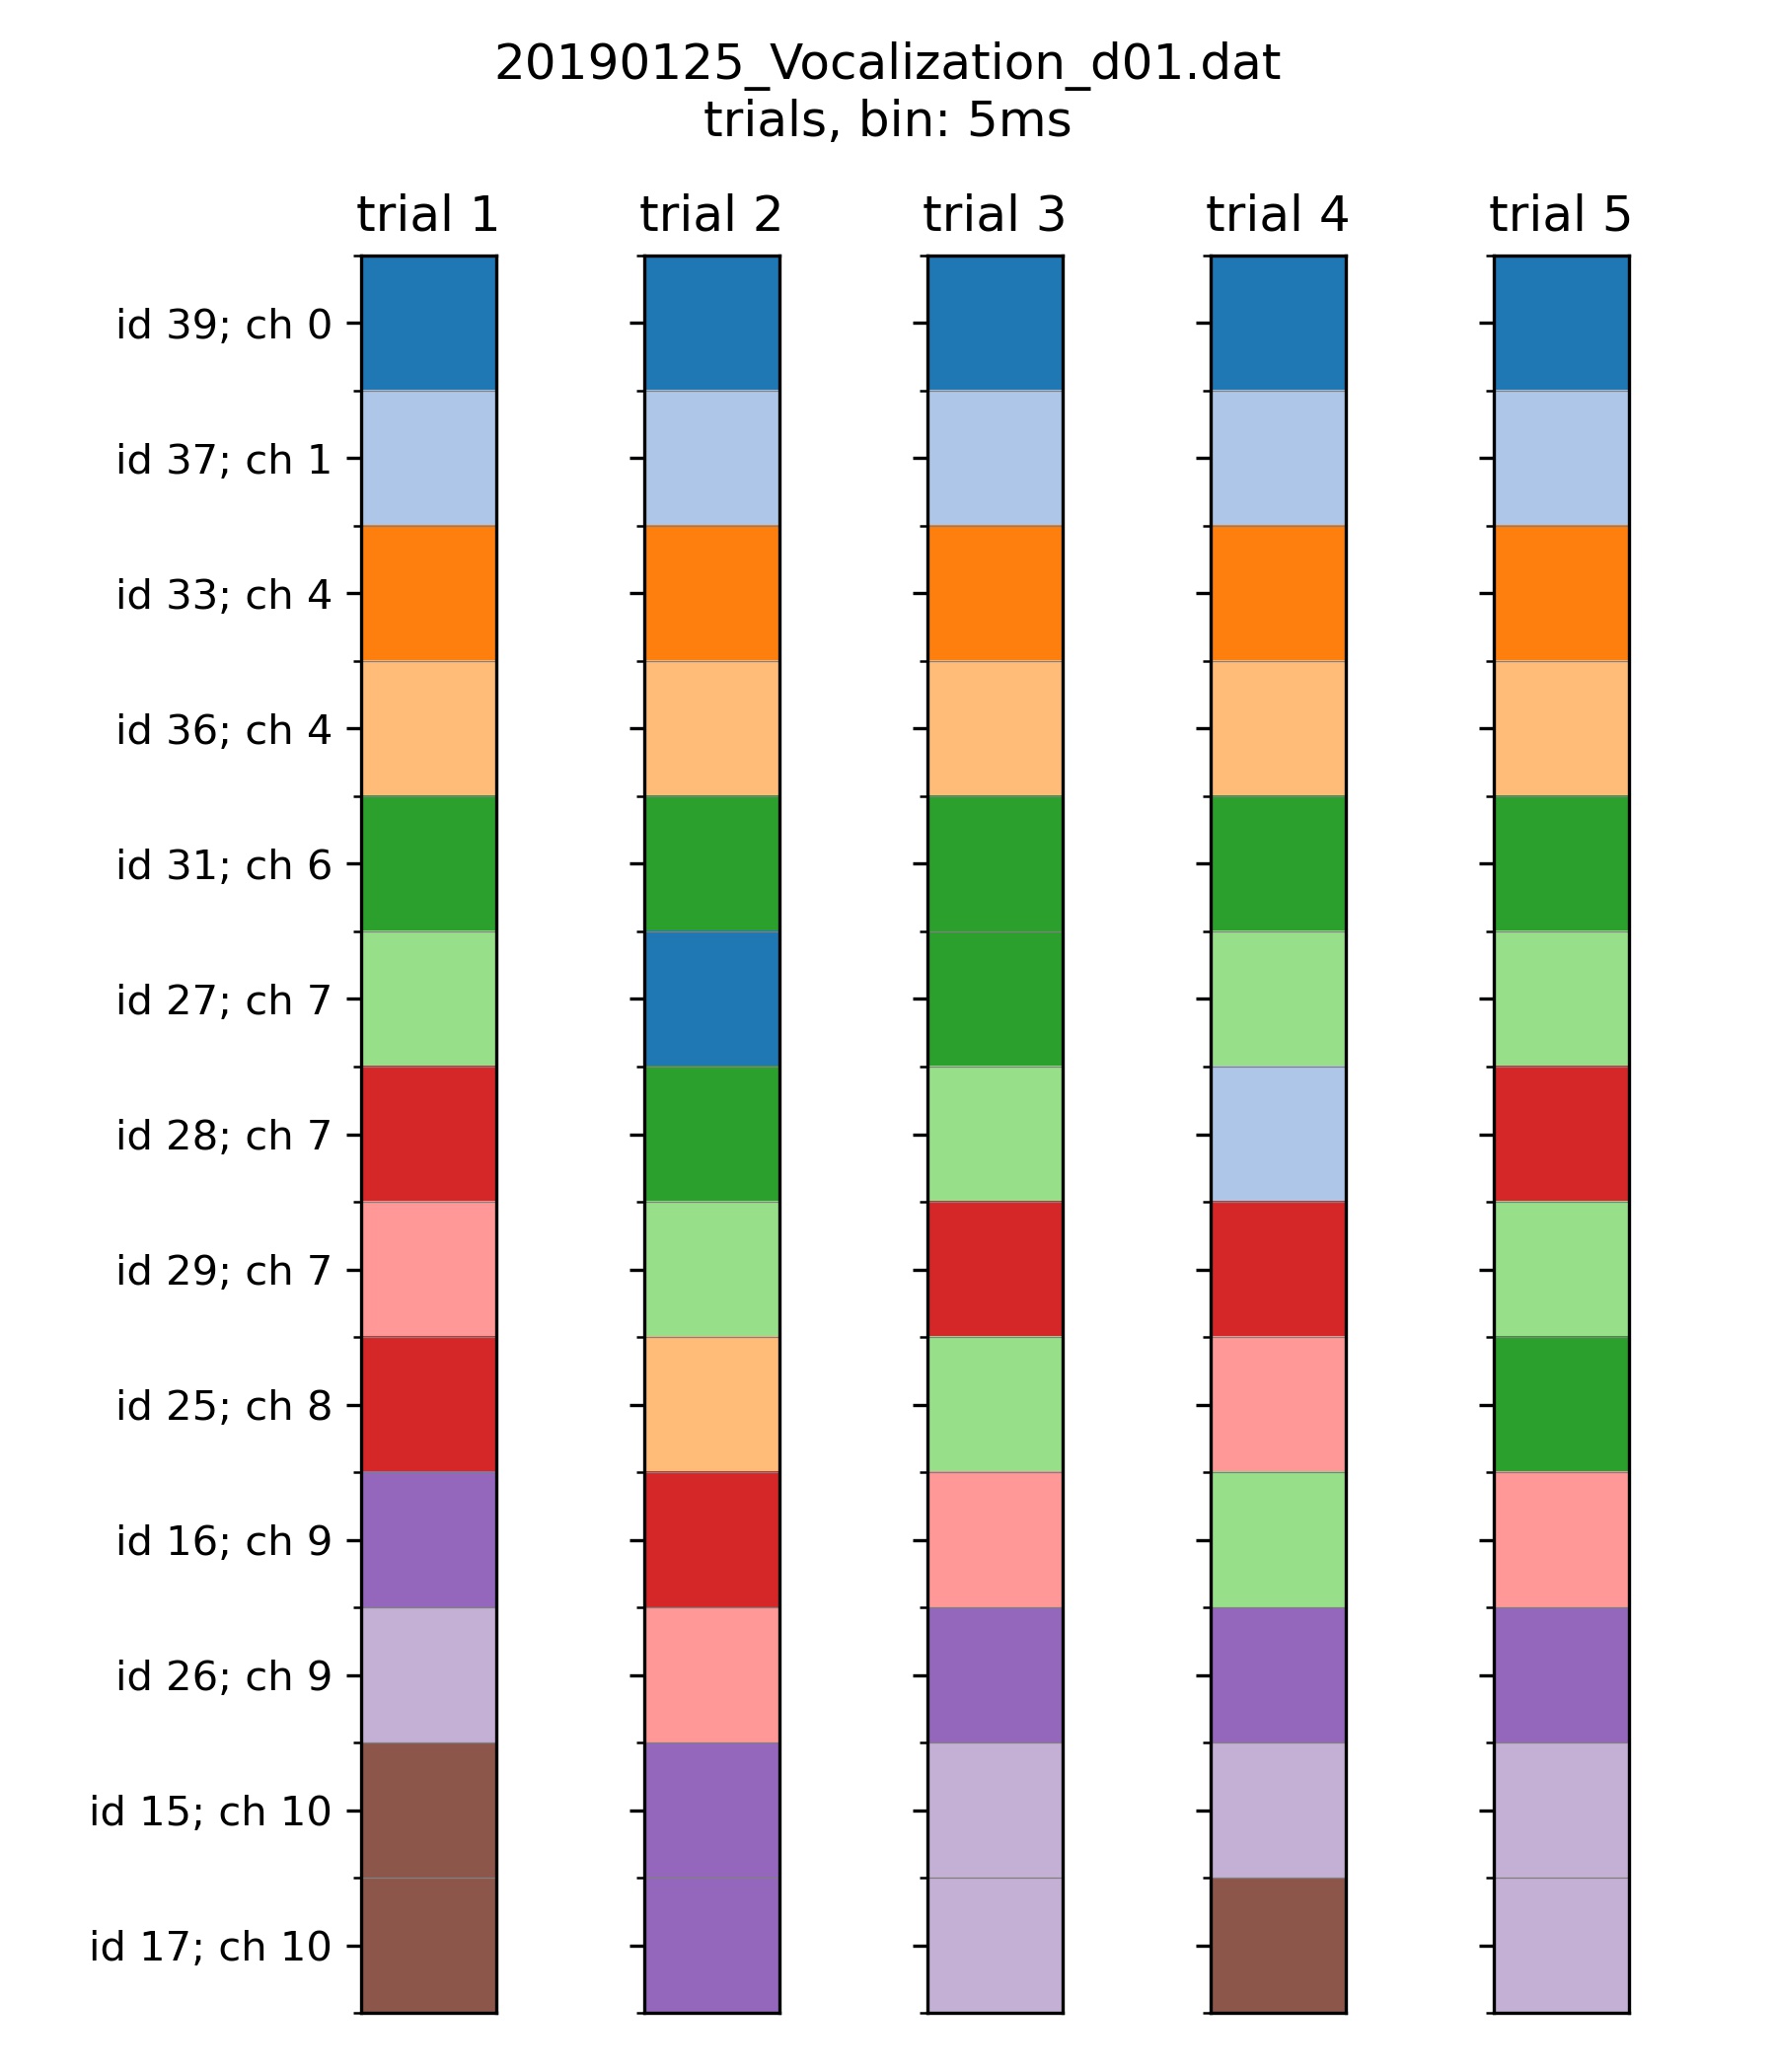 20190125_Vocalization_d01.dat
trials, bin: 5ms
trial 1 trial 2 trial 3 trial 4 trial 5
id 39; ch 0
id 37; ch 1
id 33; ch 4
id 36; ch 4
id 31; ch 6
id 27; ch 7
id 28; ch 7
id 29; ch 7
id 25; ch 8
id 16; ch 9
id 26; ch 9
id 15; ch 10
id 17; ch 10